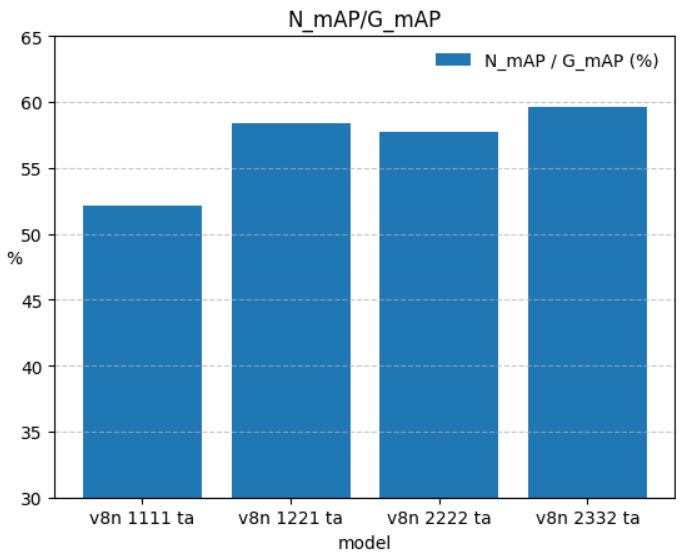 N_mAP/G_mAP
N_mAP / G_mAP (%)
65
60
55
50
%
45
40
35
30
v8n 1111 ta
v8n 1221 ta
v8n 2222 ta
v8n 2332 ta
model